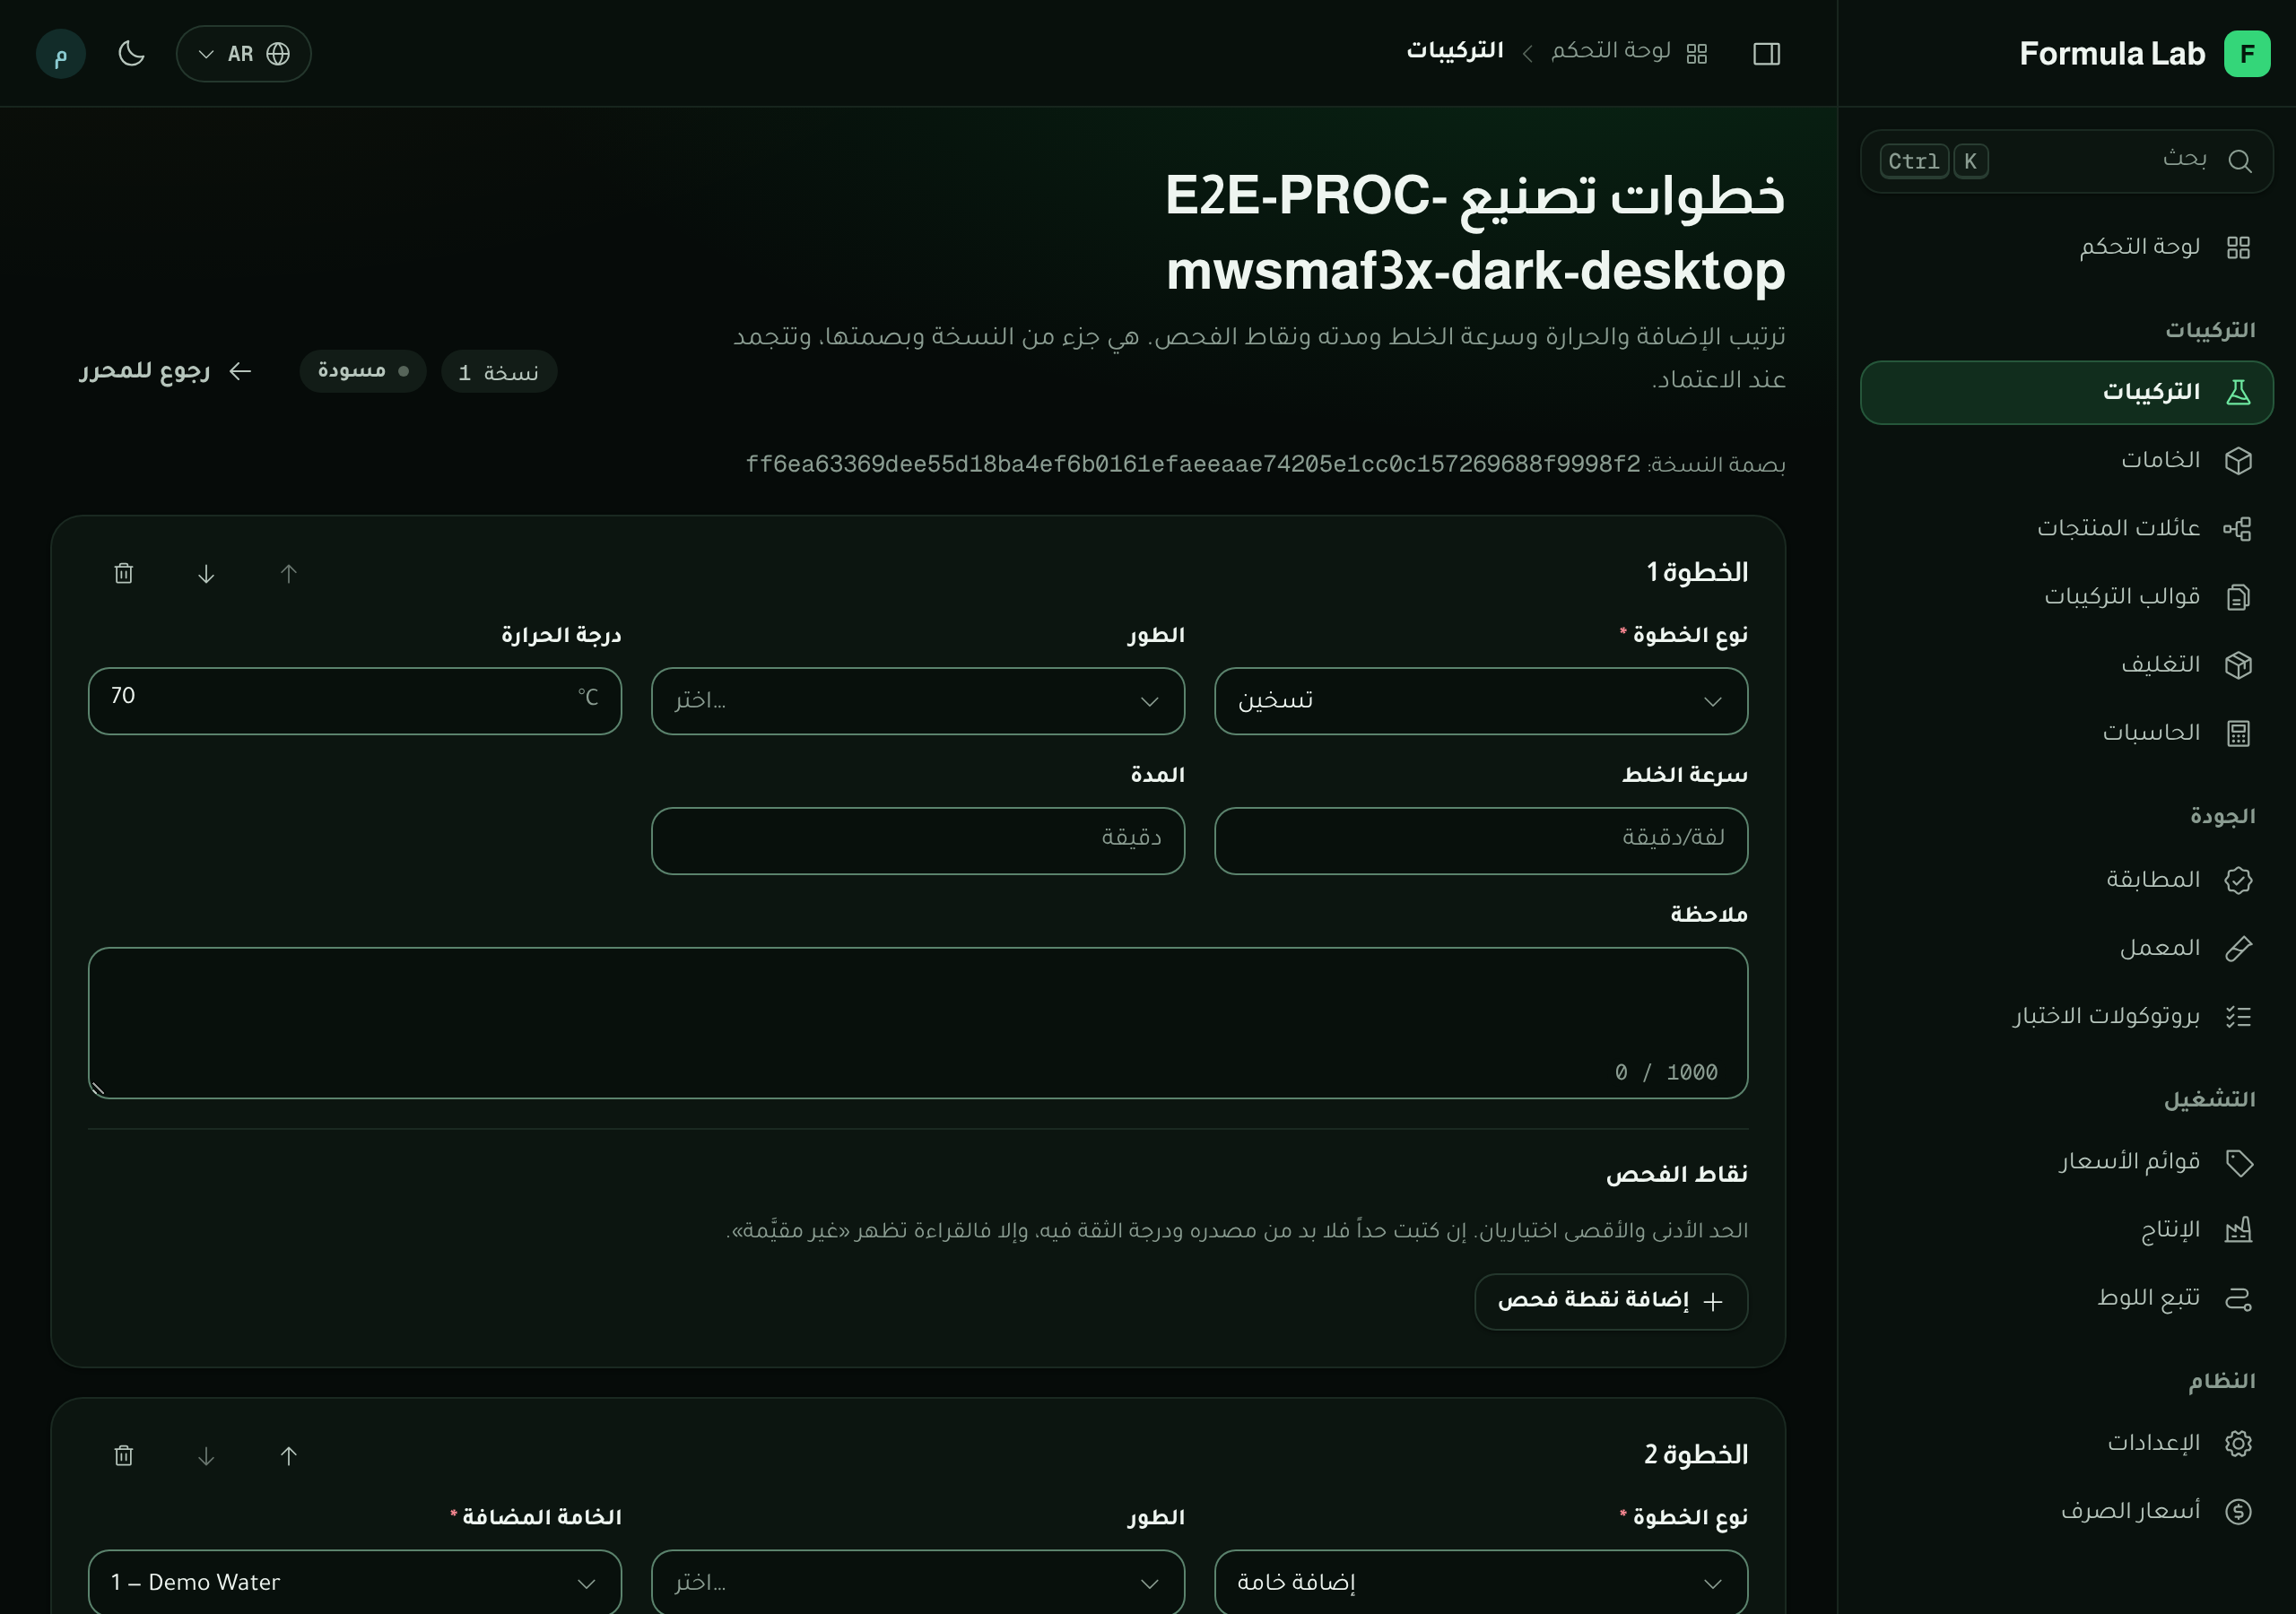 Formula Lab
F
بحث
Ctrl K
لوحة التحكم
التركيبات
التركيبات
الخامات
عائلات المنتجات
قوالب التركيبات
التغليف
الحاسبات
الجودة
المطابقة
المعمل
بروتوكولات الاختبار
التشغيل
قوائم الأسعار
الإنتاج
تتبع اللوط
النظام
الإعدادات
أسعار الصرف
لوحة التحكم
التركيبات
AR
م
خطوات تصنيع E2E-PROC-
mwsmaf3x-dark-desktop
ترتيب الإضافة والحرارة وسرعة الخلط ومدته ونقاط الفحص. هي جزء من النسخة وبصمتها، وتتجمد
عند الاعتماد.
نسخة 1
مسودة
رجوع للمحرر
بصمة النسخة: ff6ea63369dee55d18ba4ef6b0161efaeeaae74205e1cc0c157269688f9998f2
الخطوة 1
نوع الخطوة *
الطور
درجة الحرارة
تسخين
اختر...
70
°C
سرعة الخلط
المدة
لفة/دقيقة
دقيقة
ملاحظة
0 / 1000
نقاط الفحص
الحد الأدنى والأقصى اختياريان. إن كتبت حداً فلا بد من مصدره ودرجة الثقة فيه، وإلا فالقراءة تظهر «غير مقيَّمة».
إضافة نقطة فحص
الخطوة 2
نوع الخطوة *
الطور
الخامة المضافة *
إضافة خامة
اختر...
1 – Demo Water